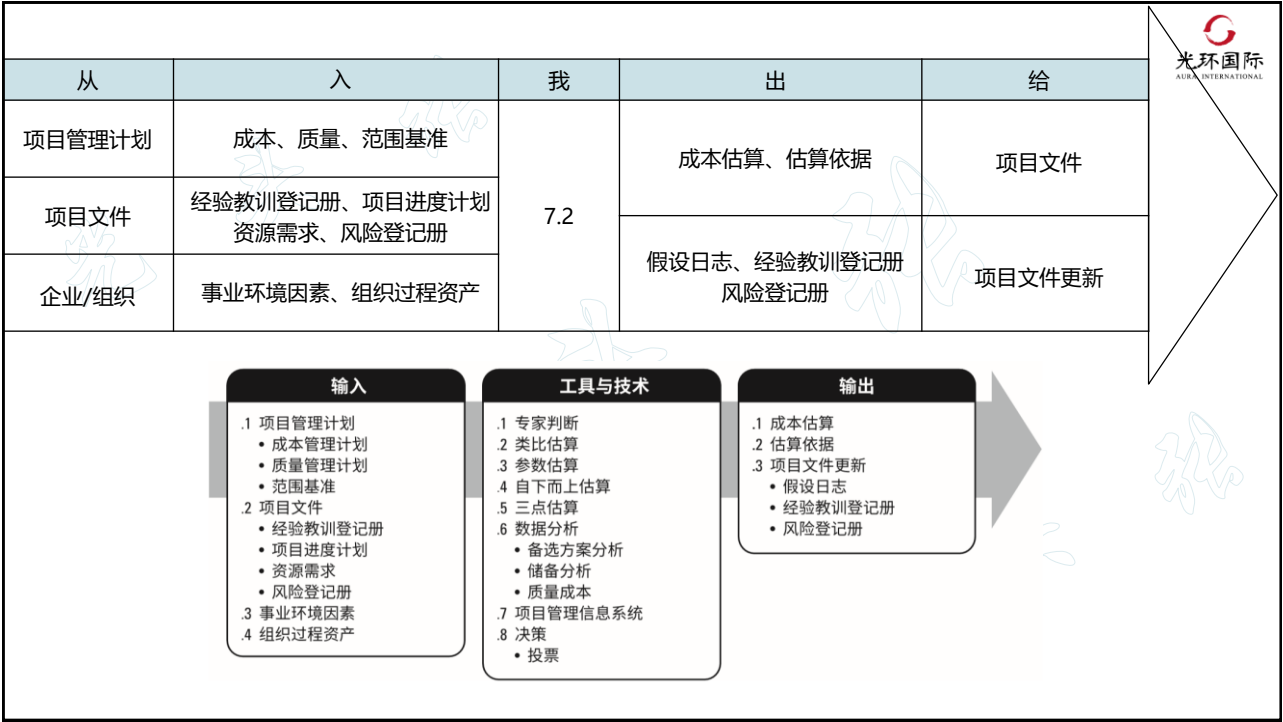 光环国际
AURA INTERNATIONAL
从 入 我 出 给
项目管理计划 成本、质量、范围基准
项目文件 经验教训登记册、项目进度计划
资源需求、风险登记册
企业/组织 事业环境因素、组织过程资产
7.2
成本估算、估算依据 项目文件
假设日志、经验教训登记册
风险登记册
项目文件更新
输入
.1 项目管理计划
• 成本管理计划
• 质量管理计划
• 范围基准
.2 项目文件
• 经验教训登记册
• 项目进度计划
• 资源需求
• 风险登记册
.3 事业环境因素
.4 组织过程资产
工具与技术
.1 专家判断
.2 类比估算
.3 参数估算
.4 自下而上估算
.5 三点估算
.6 数据分析
• 备选方案分析
• 储备分析
• 质量成本
.7 项目管理信息系统
.8 决策
• 投票
输出
.1 成本估算
.2 估算依据
.3 项目文件更新
• 假设日志
• 经验教训登记册
• 风险登记册